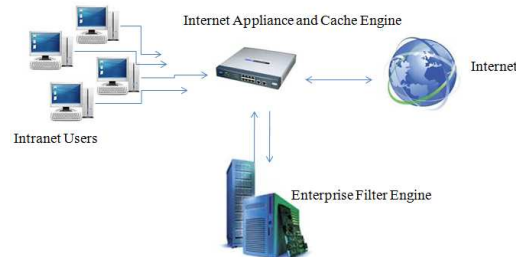 Internet Appliance and Cache Engine
Internet
Intranet Users
Enterprise Filter Engine